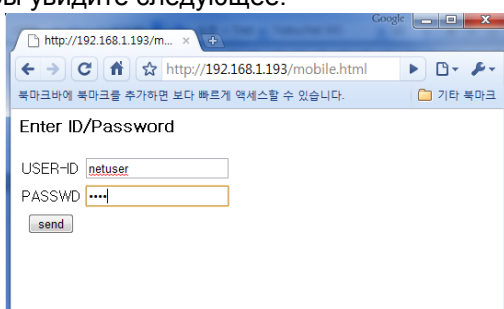 вы увидите следующее:
Google
http://192.168.1.193/m...
http://192.168.1.193/mobile.html
북마크바에 북마크를 추가하면 보다 빠르게 액세스할 수 있습니다.
기타 북마크
Enter ID/Password
USER-ID netuser
PASSWD ••••
send